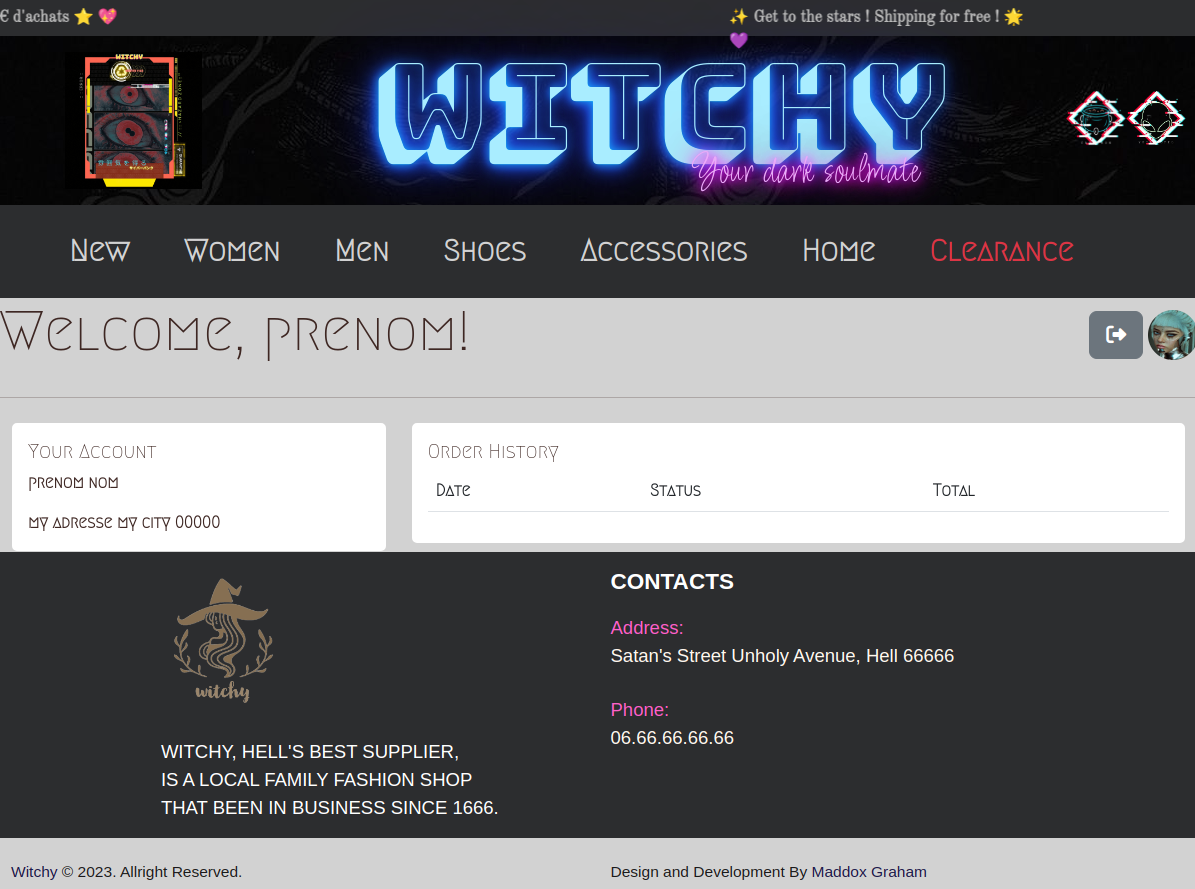 € d'achats ⭐ 💖
✨ Get to the stars ! Shipping for free ! 🌟
💜
WITCHY
WITCHY
Your dark soulmate
New Women Men Shoes Accessories Home Clearance
Welcome, prenom!
Your Account
prenom nom
my adresse my city 00000
Order History
Date Status Total
witchy
WITCHY, HELL'S BEST SUPPLIER,
IS A LOCAL FAMILY FASHION SHOP
THAT BEEN IN BUSINESS SINCE 1666.
CONTACTS
Address:
Satan's Street Unholy Avenue, Hell 66666
Phone:
06.66.66.66.66
Witchy © 2023. Allright Reserved.
Design and Development By Maddox Graham